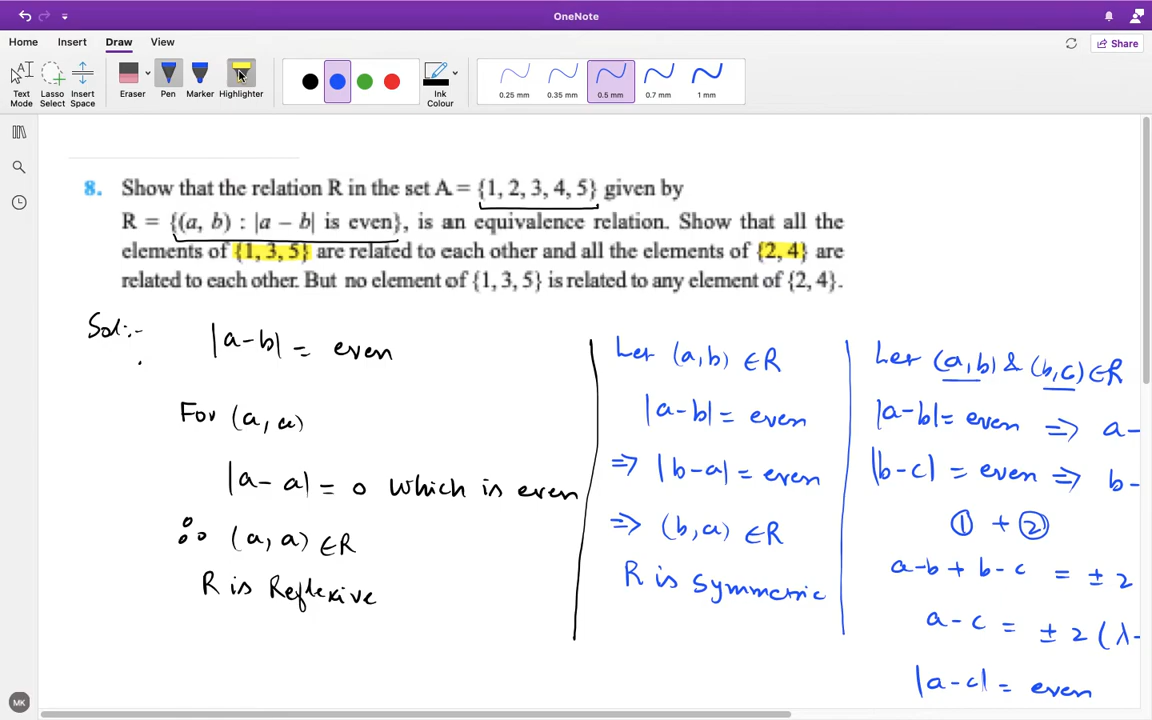 OneNote
Home Insert Draw View
Share
Text Mode
Lasso Select
Insert Space
Eraser
Pen
Marker
Highlighter
Ink Colour
0.25 mm
0.35 mm
0.5 mm
0.7 mm
1 mm
8. Show that the relation R in the set A = {1, 2, 3, 4, 5} given by
R = {(a, b) : |a – b| is even}, is an equivalence relation. Show that all the
elements of {1, 3, 5} are related to each other and all the elements of {2, 4} are
related to each other. But no element of {1, 3, 5} is related to any element of {2, 4}.
Sol:-
|a-b| = even
For (a, a)
|a-a| = 0 which is even
∴ (a, a) ∈R
R is Reflexive
Let (a,b) ∈R
|a-b| = even
=> |b-a| = even
=> (b,a) ∈R
R is symmetric
Let (a,b) & (b,c) ∈R
|a-b| = even => a-
|b-c| = even => b-
① + ②
a-b + b-c = ± 2
a-c = ± 2 (λ-
|a-c| = even
MK